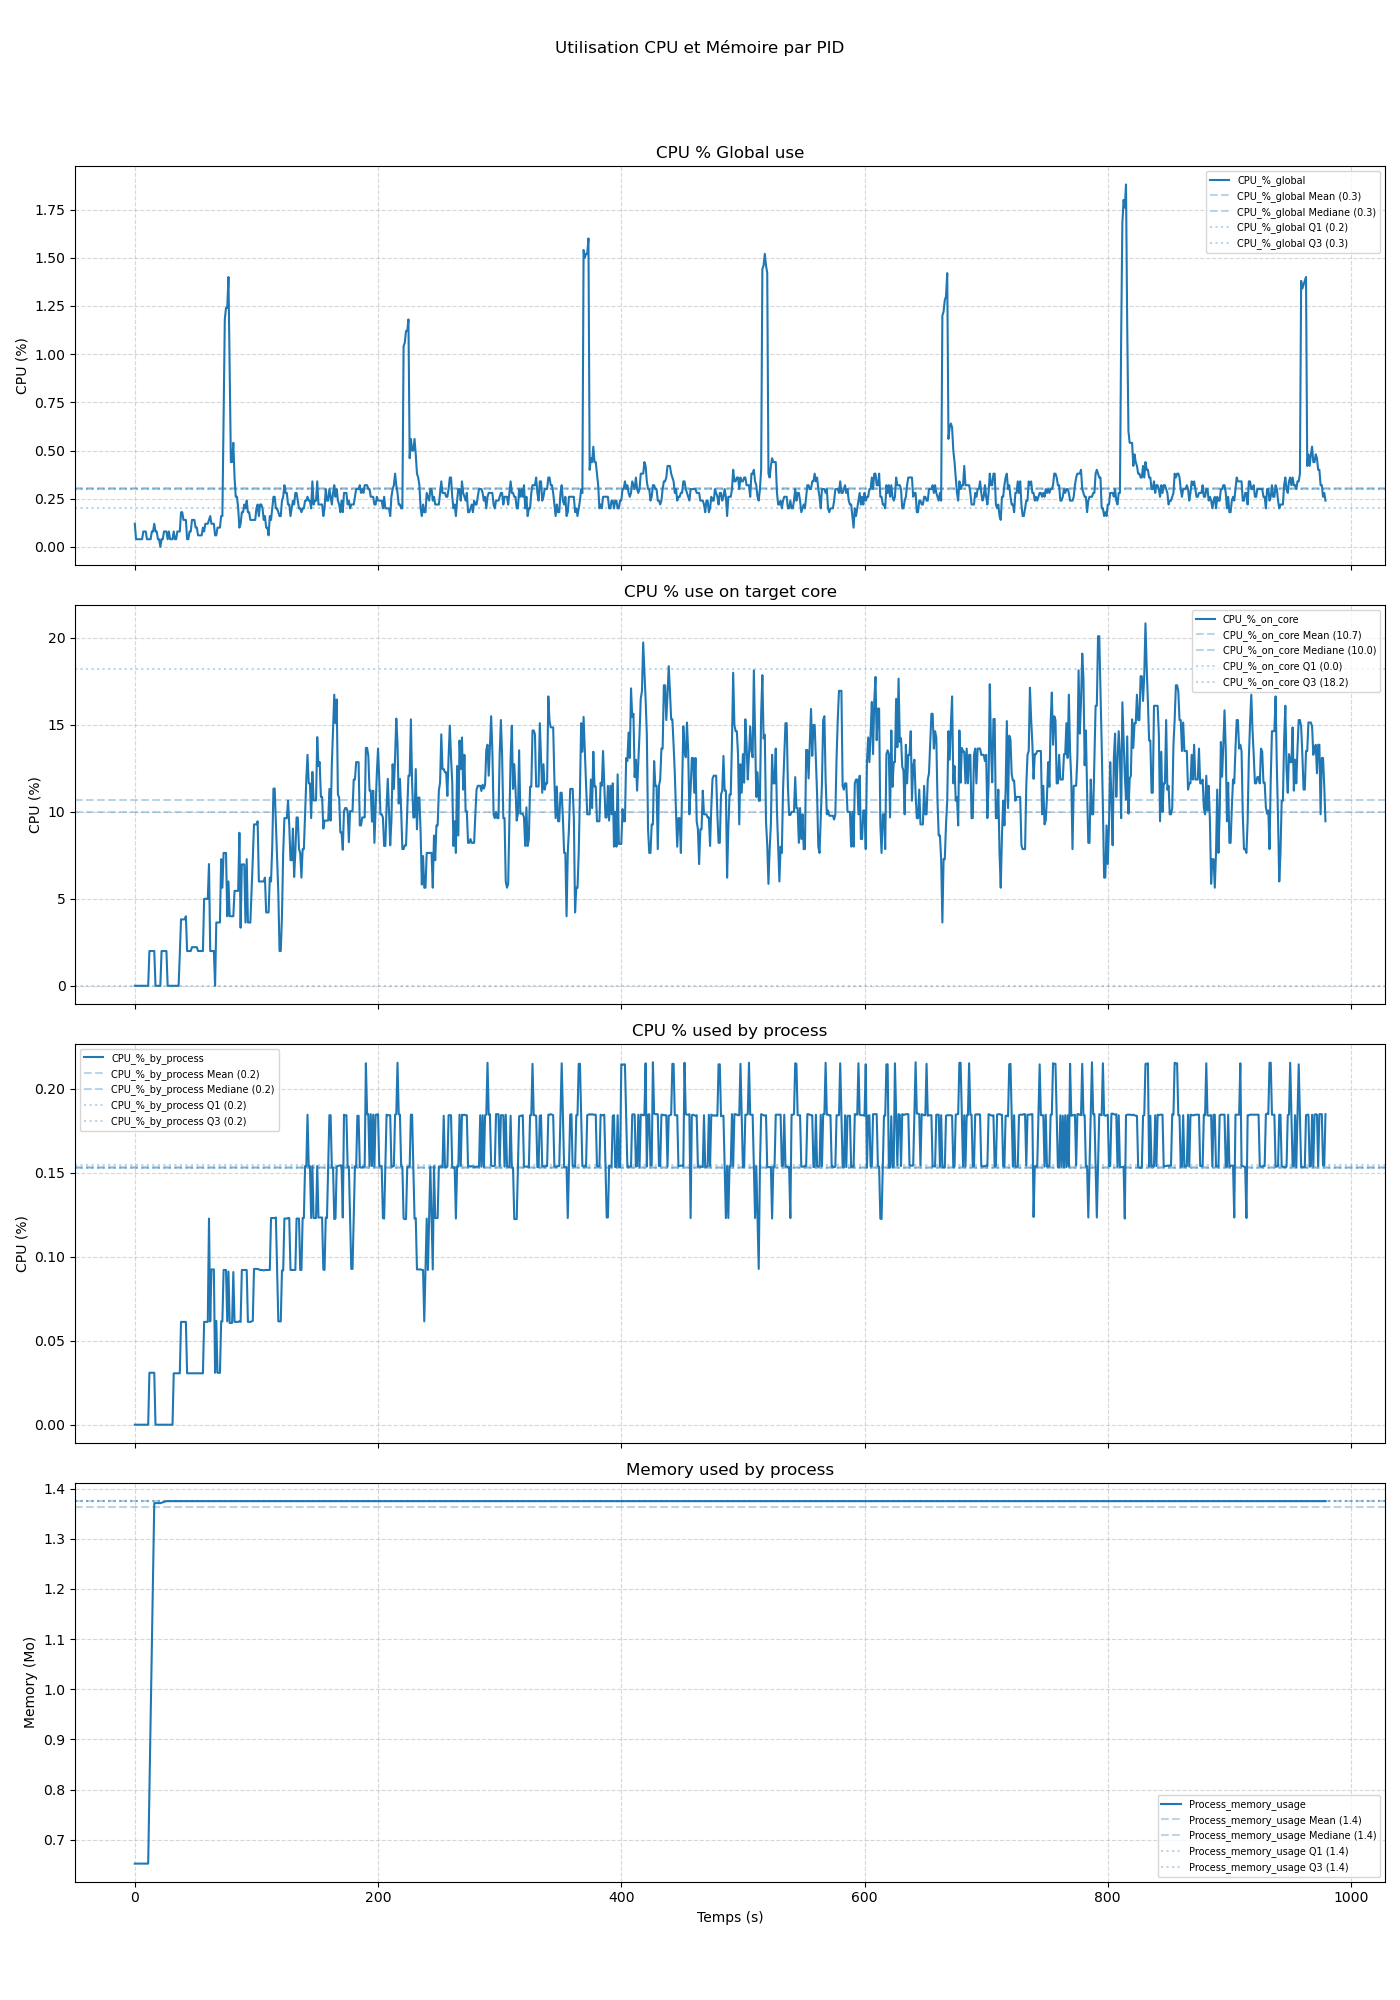 Utilisation CPU et Mémoire par PID
CPU % Global use
CPU (%)
1.75
1.50
1.25
1.00
0.75
0.50
0.25
0.00
CPU_%_global
CPU_%_global Mean (0.3)
CPU_%_global Mediane (0.3)
CPU_%_global Q1 (0.2)
CPU_%_global Q3 (0.3)
CPU % use on target core
CPU (%)
20
15
10
5
0
CPU_%_on_core
CPU_%_on_core Mean (10.7)
CPU_%_on_core Mediane (10.0)
CPU_%_on_core Q1 (0.0)
CPU_%_on_core Q3 (18.2)
CPU % used by process
CPU (%)
0.20
0.15
0.10
0.05
0.00
CPU_%_by_process
CPU_%_by_process Mean (0.2)
CPU_%_by_process Mediane (0.2)
CPU_%_by_process Q1 (0.2)
CPU_%_by_process Q3 (0.2)
Memory used by process
Memory (Mo)
1.4
1.3
1.2
1.1
1.0
0.9
0.8
0.7
Process_memory_usage
Process_memory_usage Mean (1.4)
Process_memory_usage Mediane (1.4)
Process_memory_usage Q1 (1.4)
Process_memory_usage Q3 (1.4)
0 200 400 600 800 1000
Temps (s)